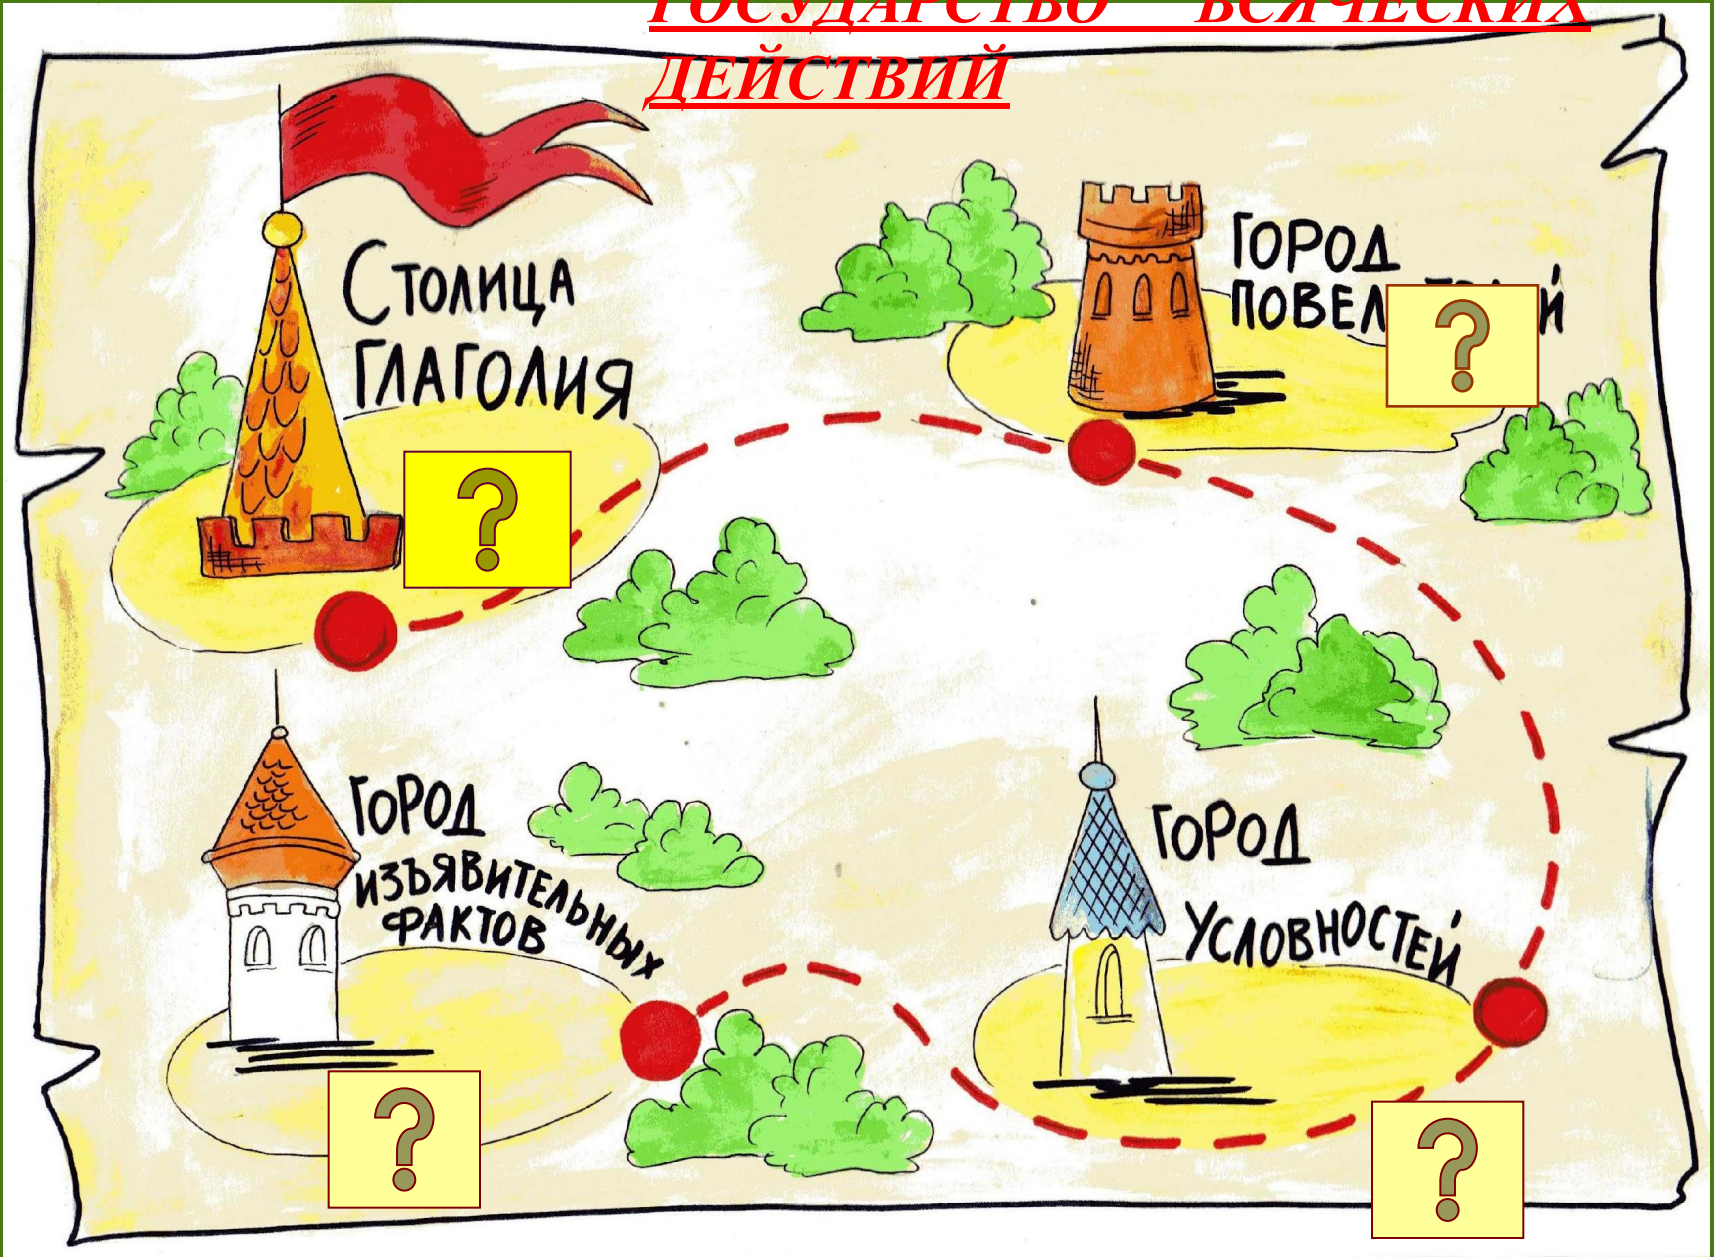 ГОСУДАРСТВО ВСЯЧЕСКИХ
ДЕЙСТВИЙ
СТОЛИЦА
ГЛАГОЛИЯ
ГОРОД
ГОРОД
ИЗЪЯВИТЕЛЬНЫХ
ФАКТОВ
ГОРОД
УСЛОВНОСТЕЙ